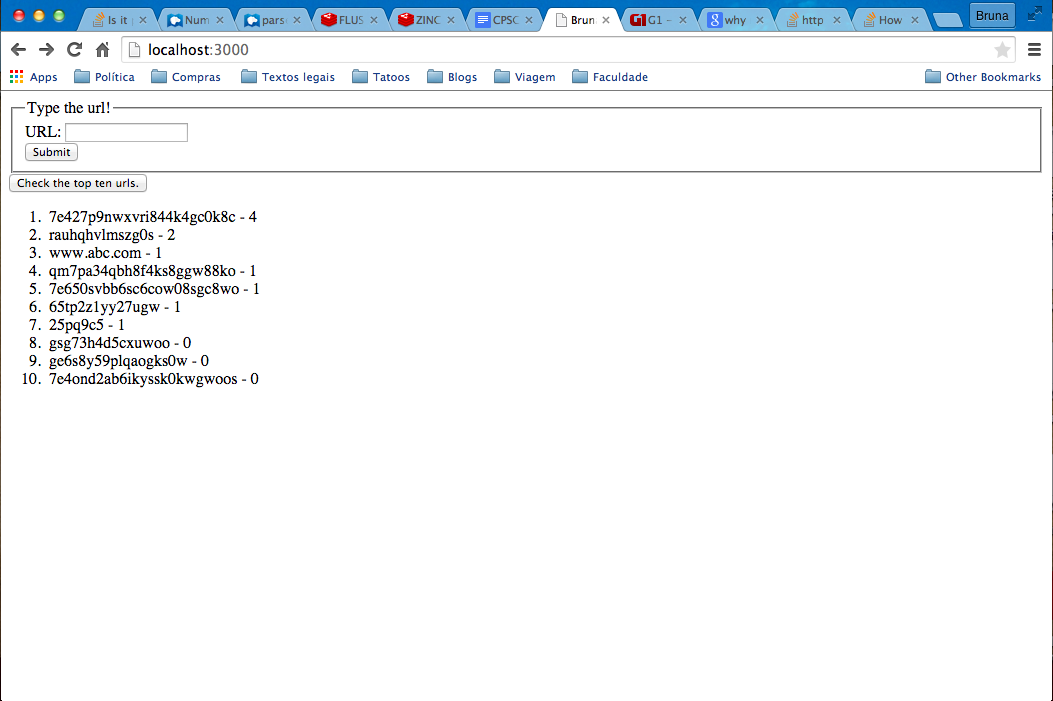 Is it Num pars FLUS ZINC CPSC Brun G1 – why http How Bruna
localhost:3000
Apps Política Compras Textos legais Tatoos Blogs Viagem Faculdade Other Bookmarks
Type the url!
URL:
Submit
Check the top ten urls.
1. 7e427p9nwxvri844k4gc0k8c - 4
2. rauhqhvlmszg0s - 2
3. www.abc.com - 1
4. qm7pa34qbh8f4ks8ggw88ko - 1
5. 7e650svbb6sc6cow08sgc8wo - 1
6. 65tp2z1yy27ugw - 1
7. 25pq9c5 - 1
8. gsg73h4d5cxuwoo - 0
9. ge6s8y59plqaogks0w - 0
10. 7e4ond2ab6ikyssk0kwgwoos - 0